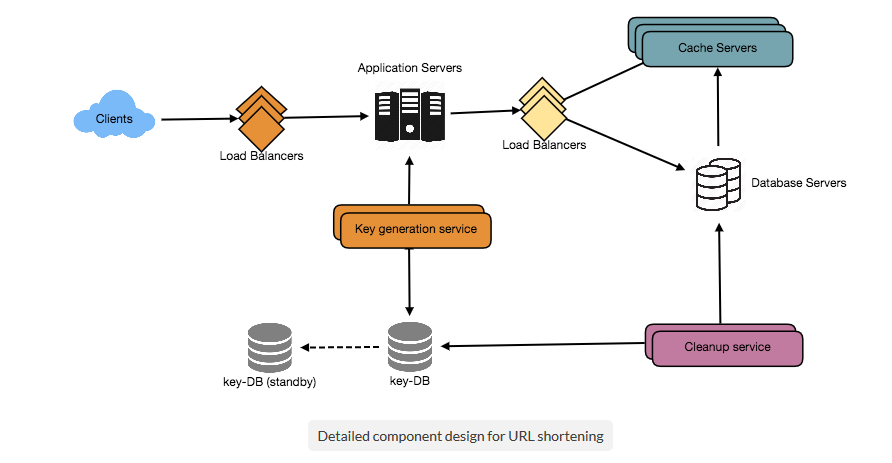 Cache Servers
Application Servers
Clients
Load Balancers
Load Balancers
Database Servers
Key generation service
Cleanup service
key-DB (standby)
key-DB
Detailed component design for URL shortening